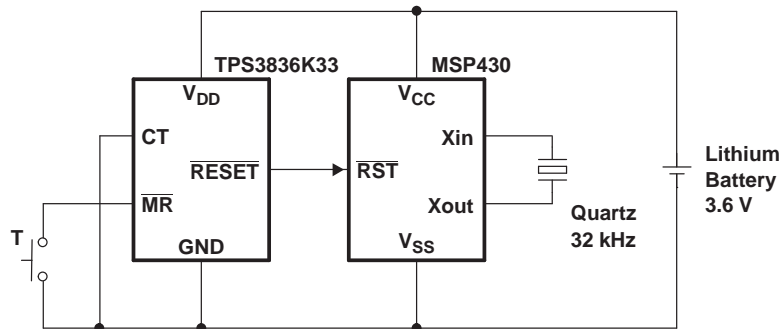 TPS3836K33
MSP430
VDD
VCC
CT
Xin
RESET
RST
MR
Xout
T
GND
VSS
Quartz
32 kHz
Lithium
Battery
3.6 V